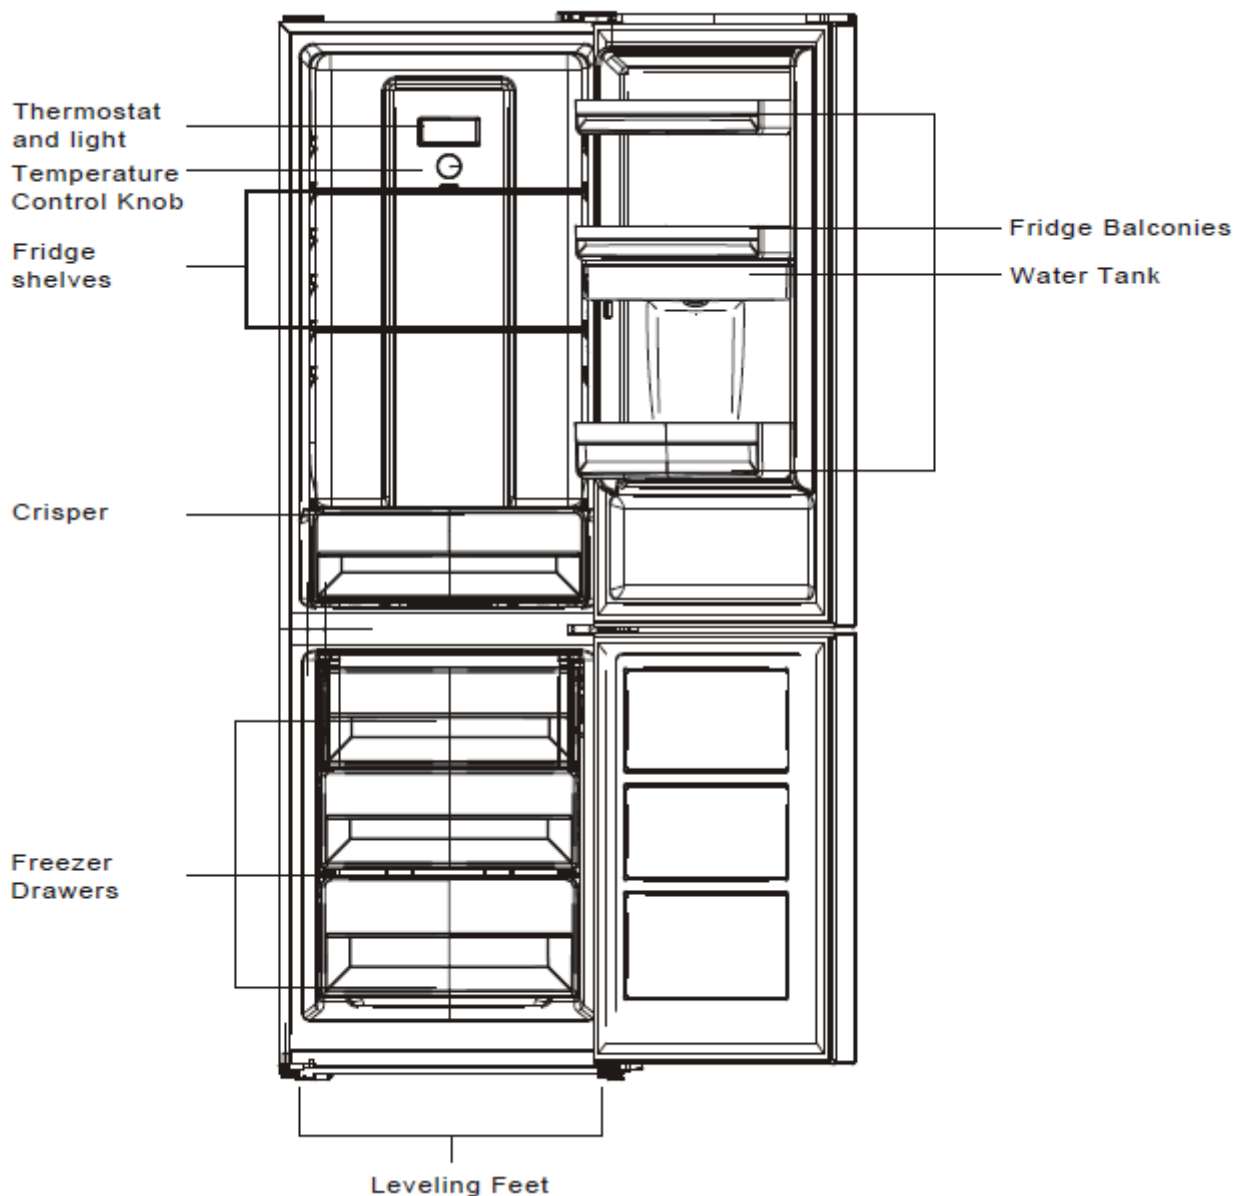 Thermostat
and light
Temperature
Control Knob
Fridge
shelves
Fridge Balconies
Water Tank
Crisper
Freezer
Drawers
Leveling Feet